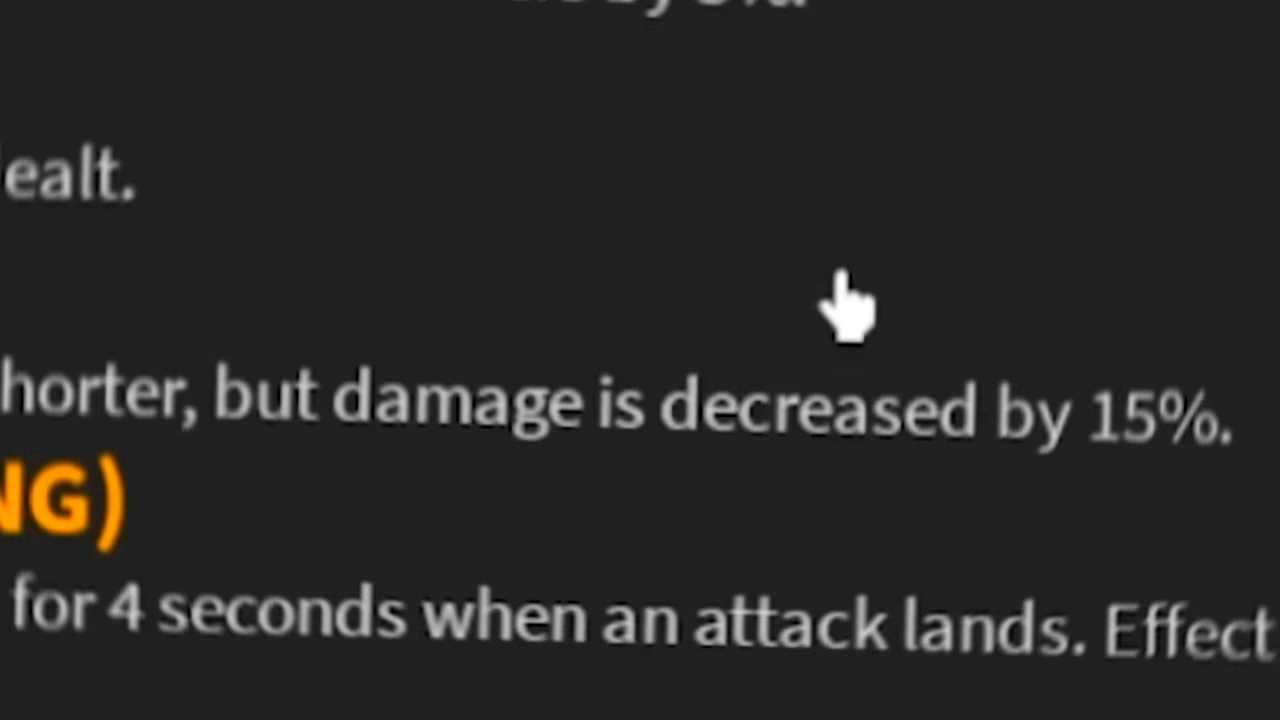 ealt.
horter, but damage is decreased by 15%.
NG)
for 4 seconds when an attack lands. Effect